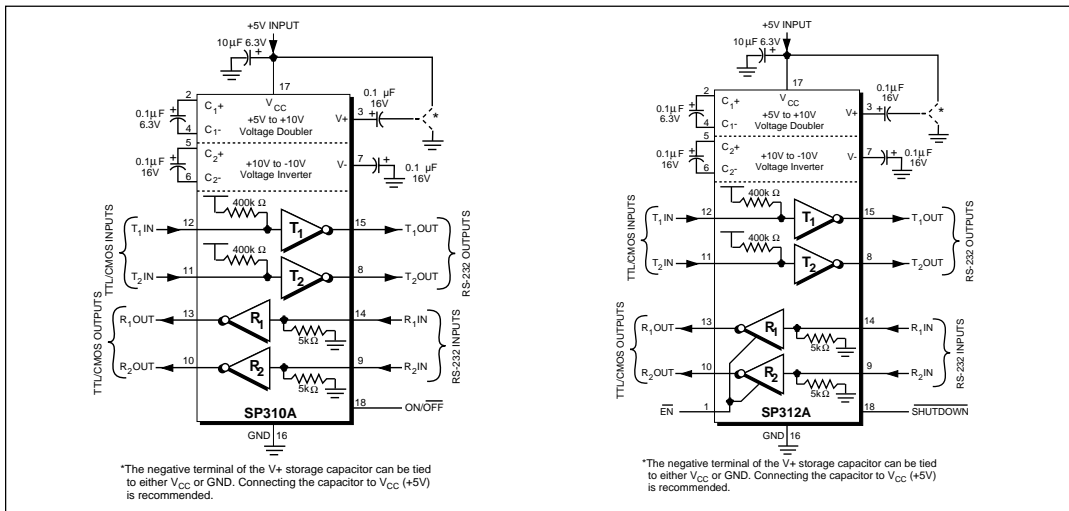 +5V INPUT
10 µF 6.3V
+
17
VCC
2
C1+
+5V to +10V
Voltage Doubler
0.1µF
6.3V
+
4
C1-
V+
3
+
0.1 µF
16V
*
5
C2+
+10V to -10V
Voltage Inverter
0.1µF
16V
+
6
C2-
V-
7
+
0.1 µF
16V
400k Ω
TTL/CMOS INPUTS
T1IN
12
T1
15
T1OUT
RS-232 OUTPUTS
400k Ω
T2IN
11
T2
8
T2OUT
TTL/CMOS OUTPUTS
R1OUT
13
R1
14
R1IN
RS-232 INPUTS
5kΩ
R2OUT
10
R2
9
R2IN
5kΩ
18
ON/OFF
SP310A
GND
16
*The negative terminal of the V+ storage capacitor can be tied
to either VCC or GND. Connecting the capacitor to VCC (+5V)
is recommended.
+5V INPUT
10µF 6.3V
+
17
VCC
2
C1+
+5V to +10V
Voltage Doubler
0.1µF
6.3V
+
4
C1-
V+
3
+
0.1µF
16V
*
5
C2+
+10V to -10V
Voltage Inverter
0.1µF
16V
+
6
C2-
V-
7
+
0.1µF
16V
400k Ω
TTL/CMOS INPUTS
T1IN
12
T1
15
T1OUT
RS-232 OUTPUTS
400k Ω
T2IN
11
T2
8
T2OUT
TTL/CMOS OUTPUTS
R1OUT
13
R1
14
R1IN
RS-232 INPUTS
5kΩ
R2OUT
10
R2
9
R2IN
5kΩ
EN
1
18
SHUTDOWN
SP312A
GND
16
*The negative terminal of the V+ storage capacitor can be tied
to either VCC or GND. Connecting the capacitor to VCC (+5V)
is recommended.